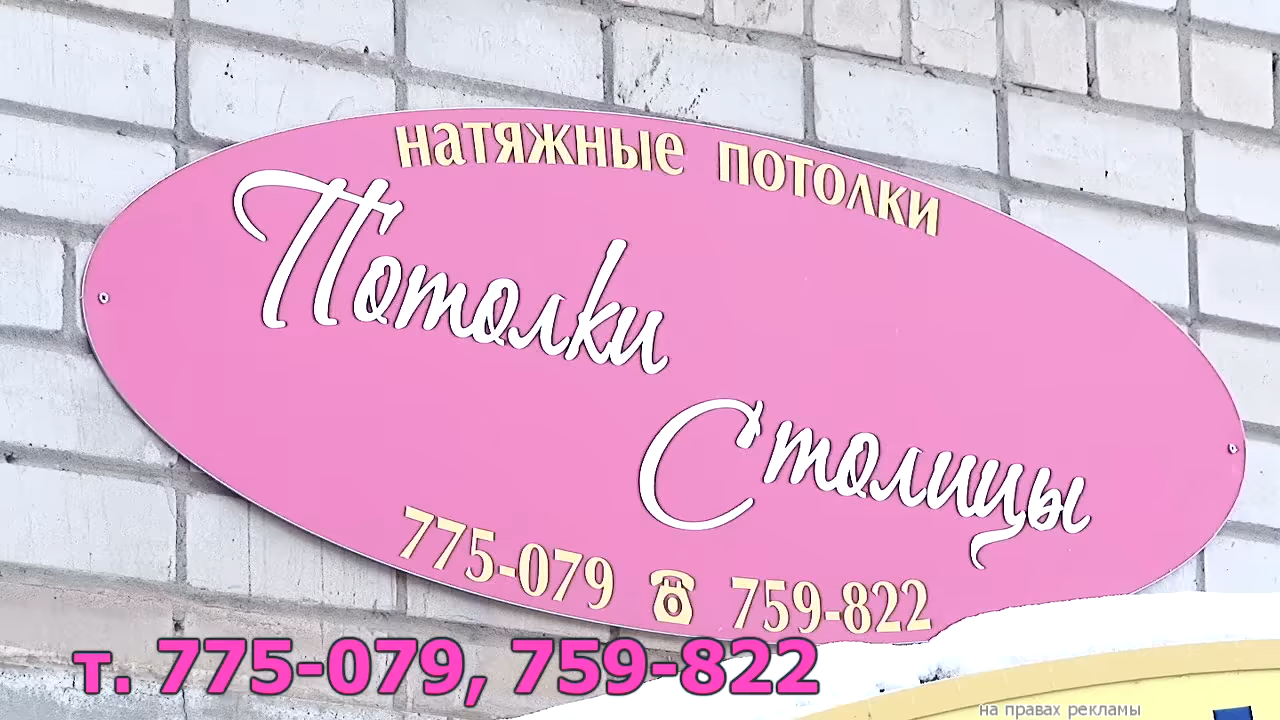 натяжные потолки
Потолки
Столицы
775-079 ☎ 759-822
т. 775-079, 759-822
на правах рекламы